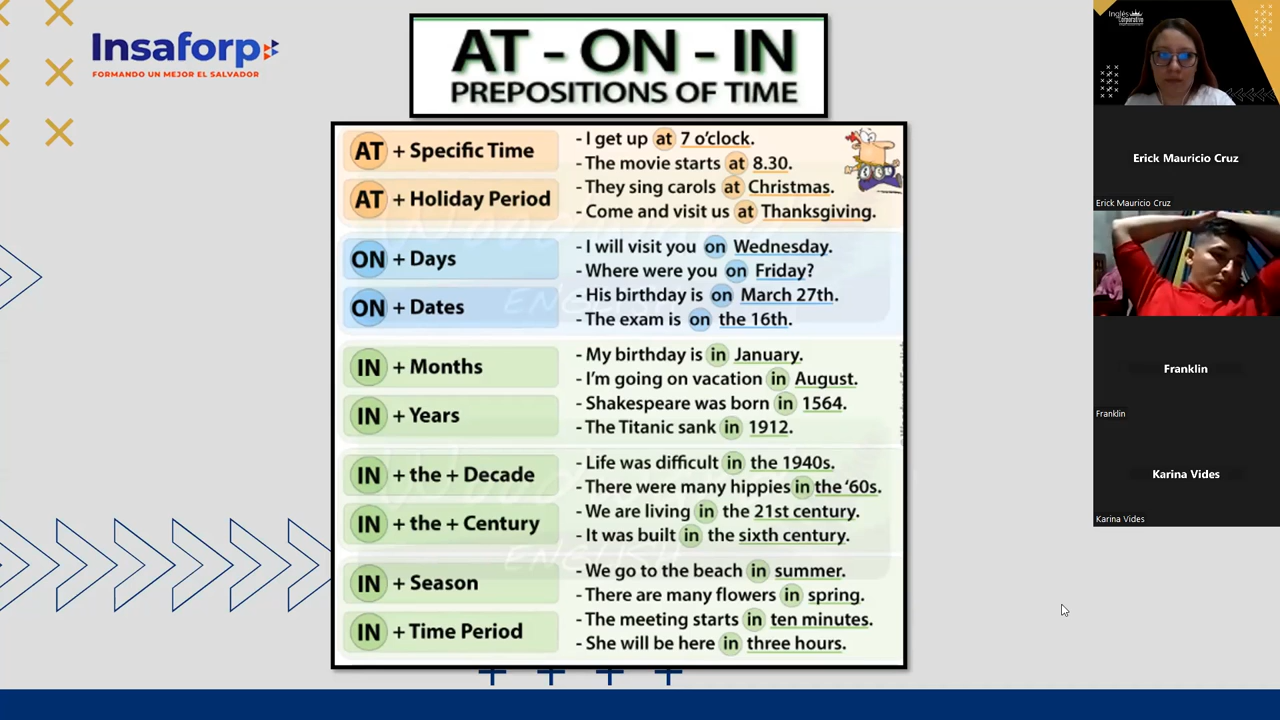 Insaforp
FORMANDO UN MEJOR EL SALVADOR
AT - ON - IN
PREPOSITIONS OF TIME
AT + Specific Time
- I get up at 7 o'clock.
- The movie starts at 8.30.
AT + Holiday Period
- They sing carols at Christmas.
- Come and visit us at Thanksgiving.
ON + Days
- I will visit you on Wednesday.
- Where were you on Friday?
ON + Dates
- His birthday is on March 27th.
- The exam is on the 16th.
IN + Months
- My birthday is in January.
- I'm going on vacation in August.
IN + Years
- Shakespeare was born in 1564.
- The Titanic sank in 1912.
IN + the + Decade
- Life was difficult in the 1940s.
- There were many hippies in the '60s.
IN + the + Century
- We are living in the 21st century.
- It was built in the sixth century.
IN + Season
- We go to the beach in summer.
- There are many flowers in spring.
IN + Time Period
- The meeting starts in ten minutes.
- She will be here in three hours.
ENGLISH
ENGLISH
Inglés
Corporativo
Erick Mauricio Cruz
Erick Mauricio Cruz
Franklin
Franklin
Karina Vides
Karina Vides